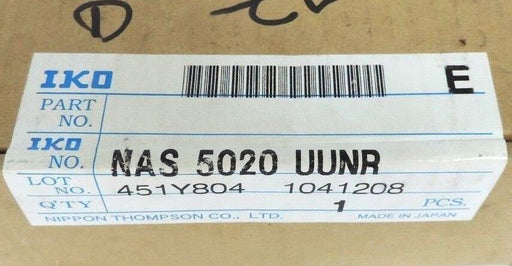 D
IKO
E
PART
NO.
IKO
NO. NAS 5020 UUNR
LOT
NO. 451Y804 1041208
Q'TY 1 PCS.
NIPPON THOMPSON CO., LTD. MADE IN JAPAN